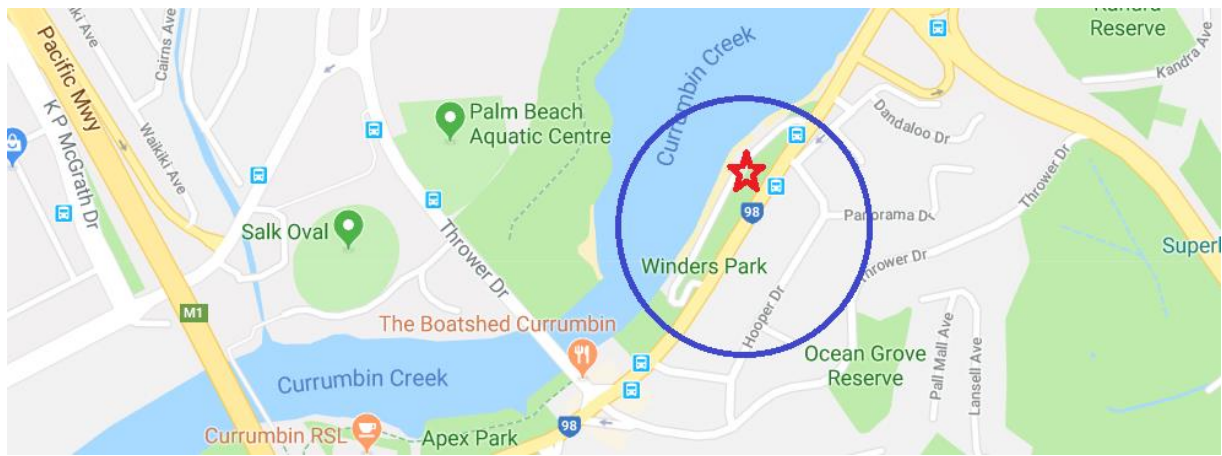 Waikiki Ave
Cairns Ave
Pacific Mwy
K P McGrath Dr
Waikiki Ave
Palm Beach
Aquatic Centre
Salk Oval
Thrower Dr
M1
The Boatshed Currumbin
Currumbin Creek
Currumbin RSL
Apex Park
98
Currumbin Creek
Winders Park
98
Hooper Dr
Panorama Dr
Dandaloo Dr
Thrower Dr
Thrower Dr
Reserve
Kandra Ave
Ocean Grove
Reserve
Pall Mall Ave
Lansell Ave